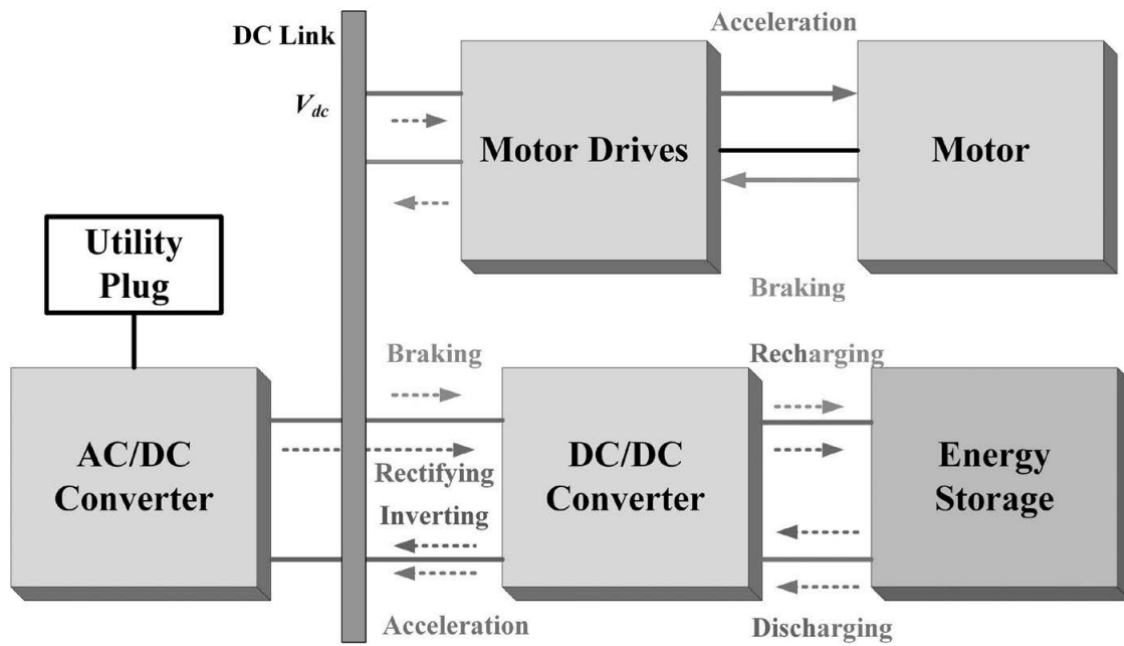 DC Link
V_dc
Acceleration
Motor Drives
Motor
Braking
Utility
Plug
AC/DC
Converter
Braking
Rectifying
Inverting
Acceleration
DC/DC
Converter
Recharging
Discharging
Energy
Storage